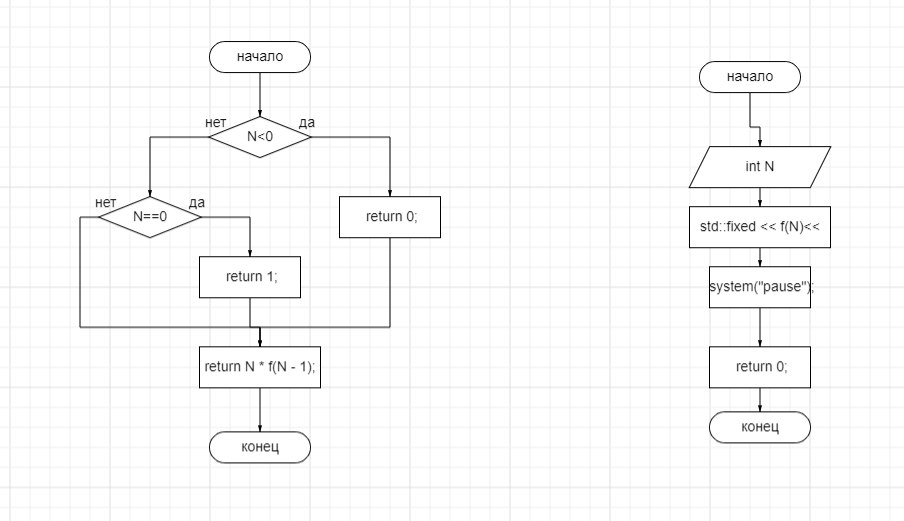 начало
нет
да
N<0
нет
да
N==0
return 0;
return 1;
return N * f(N - 1);
конец
начало
int N
std::fixed << f(N)<<
system("pause");
return 0;
конец